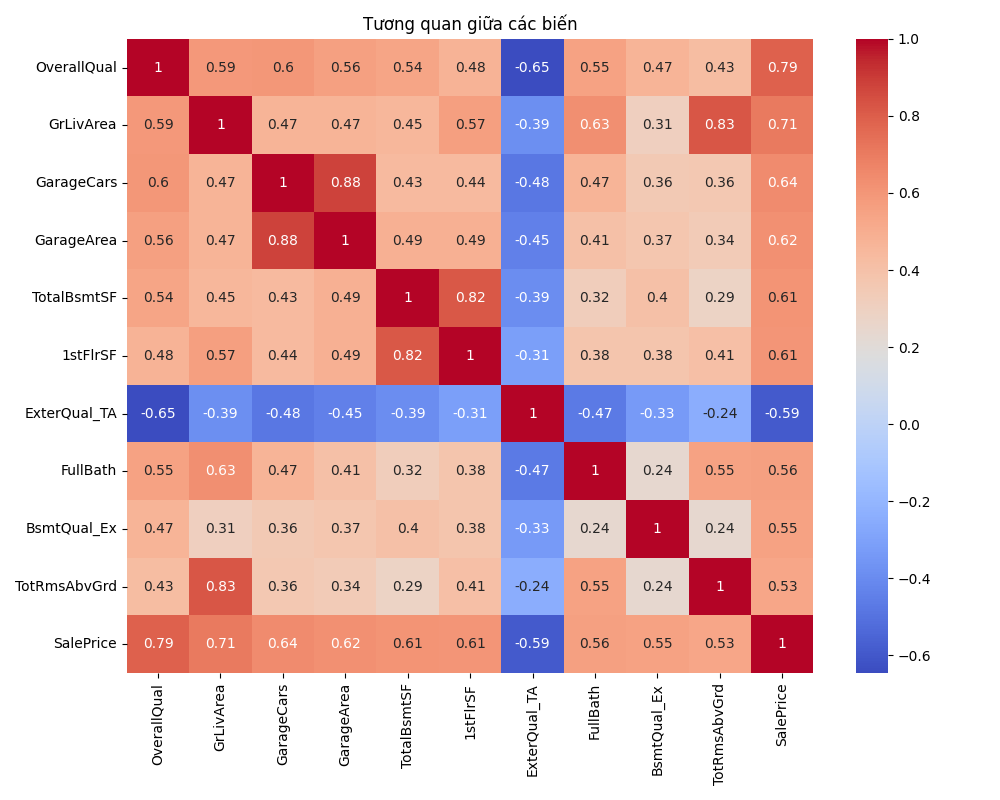 Tương quan giữa các biến
OverallQual 1 0.59 0.6 0.56 0.54 0.48 -0.65 0.55 0.47 0.43 0.79
GrLivArea 0.59 1 0.47 0.47 0.45 0.57 -0.39 0.63 0.31 0.83 0.71
GarageCars 0.6 0.47 1 0.88 0.43 0.44 -0.48 0.47 0.36 0.36 0.64
GarageArea 0.56 0.47 0.88 1 0.49 0.49 -0.45 0.41 0.37 0.34 0.62
TotalBsmtSF 0.54 0.45 0.43 0.49 1 0.82 -0.39 0.32 0.4 0.29 0.61
1stFlrSF 0.48 0.57 0.44 0.49 0.82 1 -0.31 0.38 0.38 0.41 0.61
ExterQual_TA -0.65 -0.39 -0.48 -0.45 -0.39 -0.31 1 -0.47 -0.33 -0.24 -0.59
FullBath 0.55 0.63 0.47 0.41 0.32 0.38 -0.47 1 0.24 0.55 0.56
BsmtQual_Ex 0.47 0.31 0.36 0.37 0.4 0.38 -0.33 0.24 1 0.24 0.55
TotRmsAbvGrd 0.43 0.83 0.36 0.34 0.29 0.41 -0.24 0.55 0.24 1 0.53
SalePrice 0.79 0.71 0.64 0.62 0.61 0.61 -0.59 0.56 0.55 0.53 1
OverallQual
GrLivArea
GarageCars
GarageArea
TotalBsmtSF
1stFlrSF
ExterQual_TA
FullBath
BsmtQual_Ex
TotRmsAbvGrd
SalePrice
1.0
0.8
0.6
0.4
0.2
0.0
−0.2
−0.4
−0.6